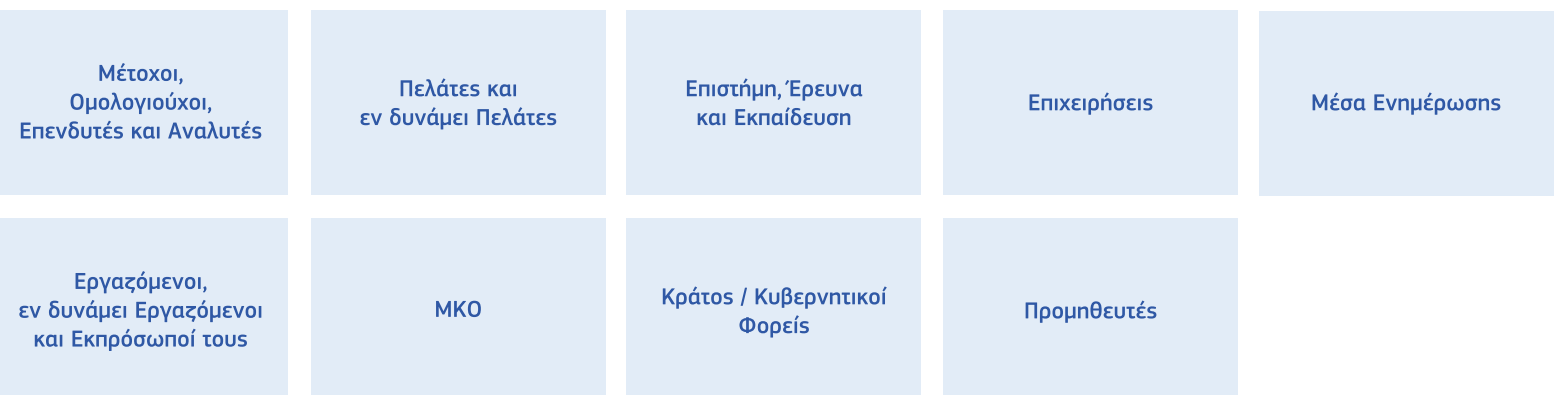 Μέτοχοι,
Ομολογιούχοι,
Επενδυτές και Αναλυτές
Πελάτες και
εν δυνάμει Πελάτες
Επιστήμη, Έρευνα
και Εκπαίδευση
Επιχειρήσεις
Μέσα Ενημέρωσης
Εργαζόμενοι,
εν δυνάμει Εργαζόμενοι
και Εκπρόσωποί τους
ΜΚΟ
Κράτος / Κυβερνητικοί
Φορείς
Προμηθευτές